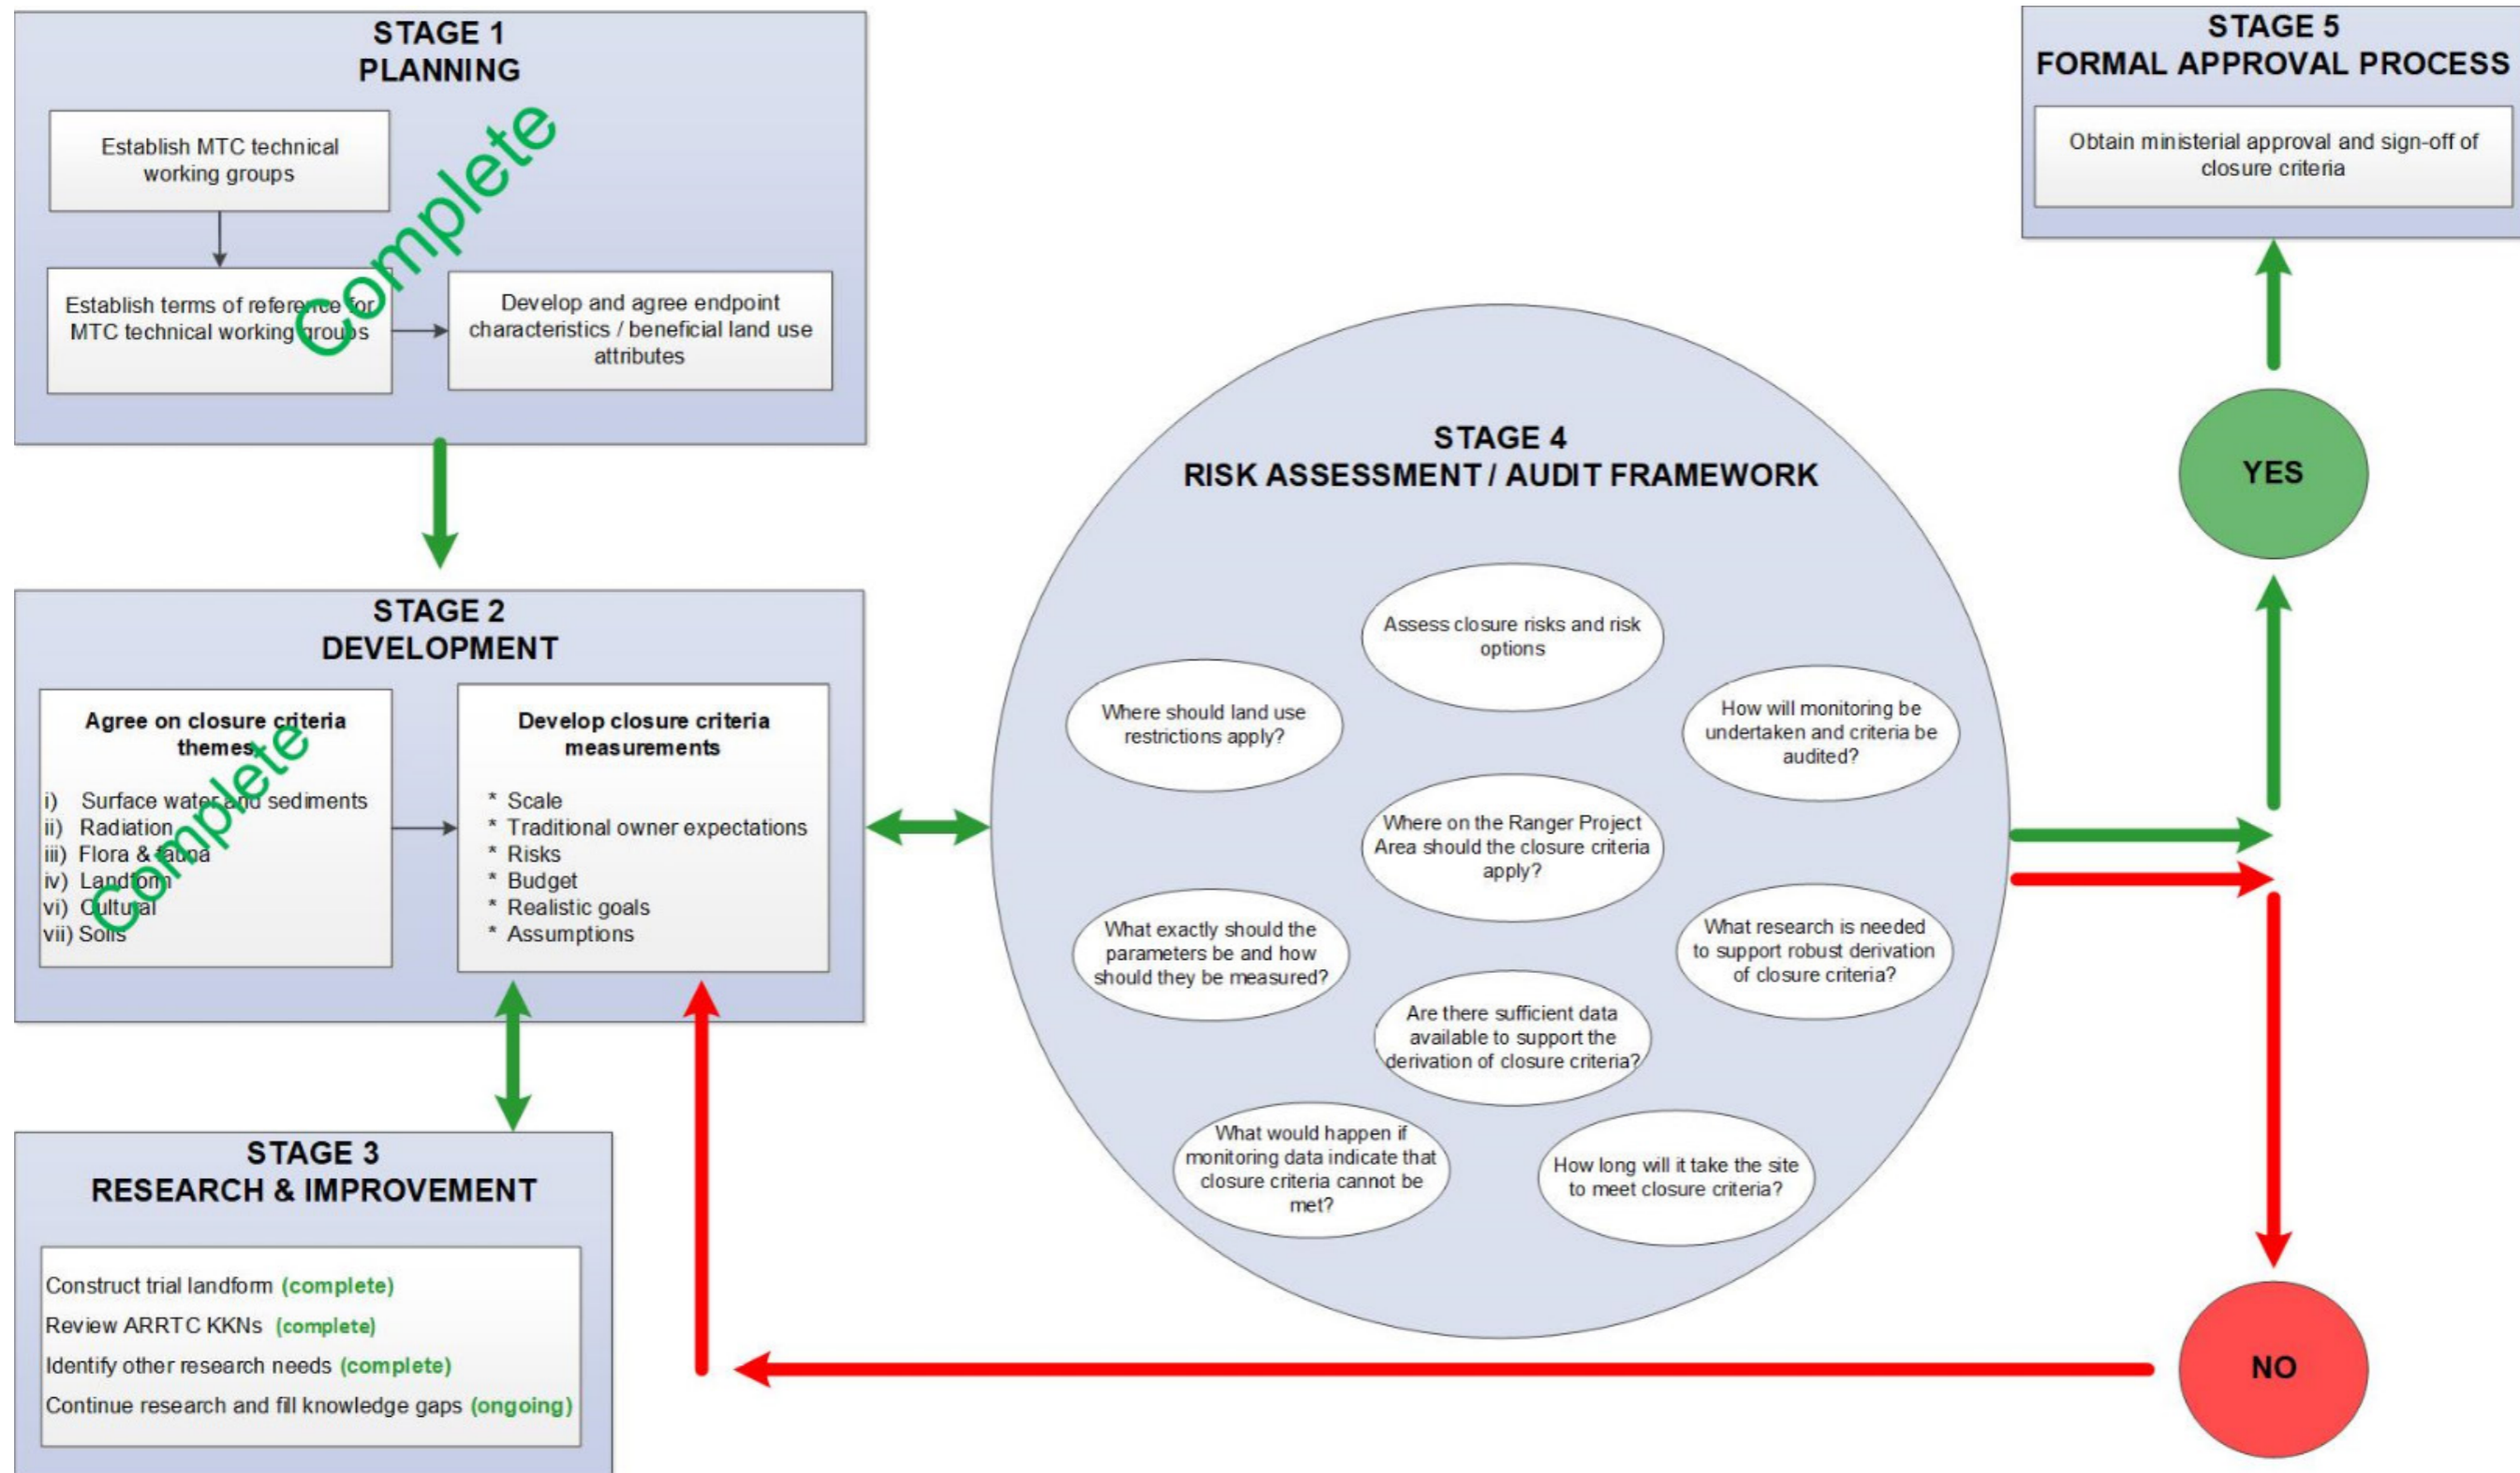 STAGE 1
PLANNING
Establish MTC technical
working groups
Establish terms of reference for
MTC technical working groups
Develop and agree endpoint
characteristics / beneficial land use
attributes
Complete
STAGE 2
DEVELOPMENT
Agree on closure criteria
themes
i) Surface water and sediments
ii) Radiation
iii) Flora & fauna
iv) Landform
vi) Cultural
vii) Soils
Complete
Develop closure criteria
measurements
* Scale
* Traditional owner expectations
* Risks
* Budget
* Realistic goals
* Assumptions
STAGE 3
RESEARCH & IMPROVEMENT
Construct trial landform (complete)
Review ARRTC KKNs (complete)
Identify other research needs (complete)
Continue research and fill knowledge gaps (ongoing)
STAGE 4
RISK ASSESSMENT / AUDIT FRAMEWORK
Assess closure risks and risk
options
Where should land use
restrictions apply?
How will monitoring be
undertaken and criteria be
audited?
Where on the Ranger Project
Area should the closure criteria
apply?
What exactly should the
parameters be and how
should they be measured?
What research is needed
to support robust derivation
of closure criteria?
Are there sufficient data
available to support the
derivation of closure criteria?
What would happen if
monitoring data indicate that
closure criteria cannot be
met?
How long will it take the site
to meet closure criteria?
STAGE 5
FORMAL APPROVAL PROCESS
Obtain ministerial approval and sign-off of
closure criteria
YES
NO